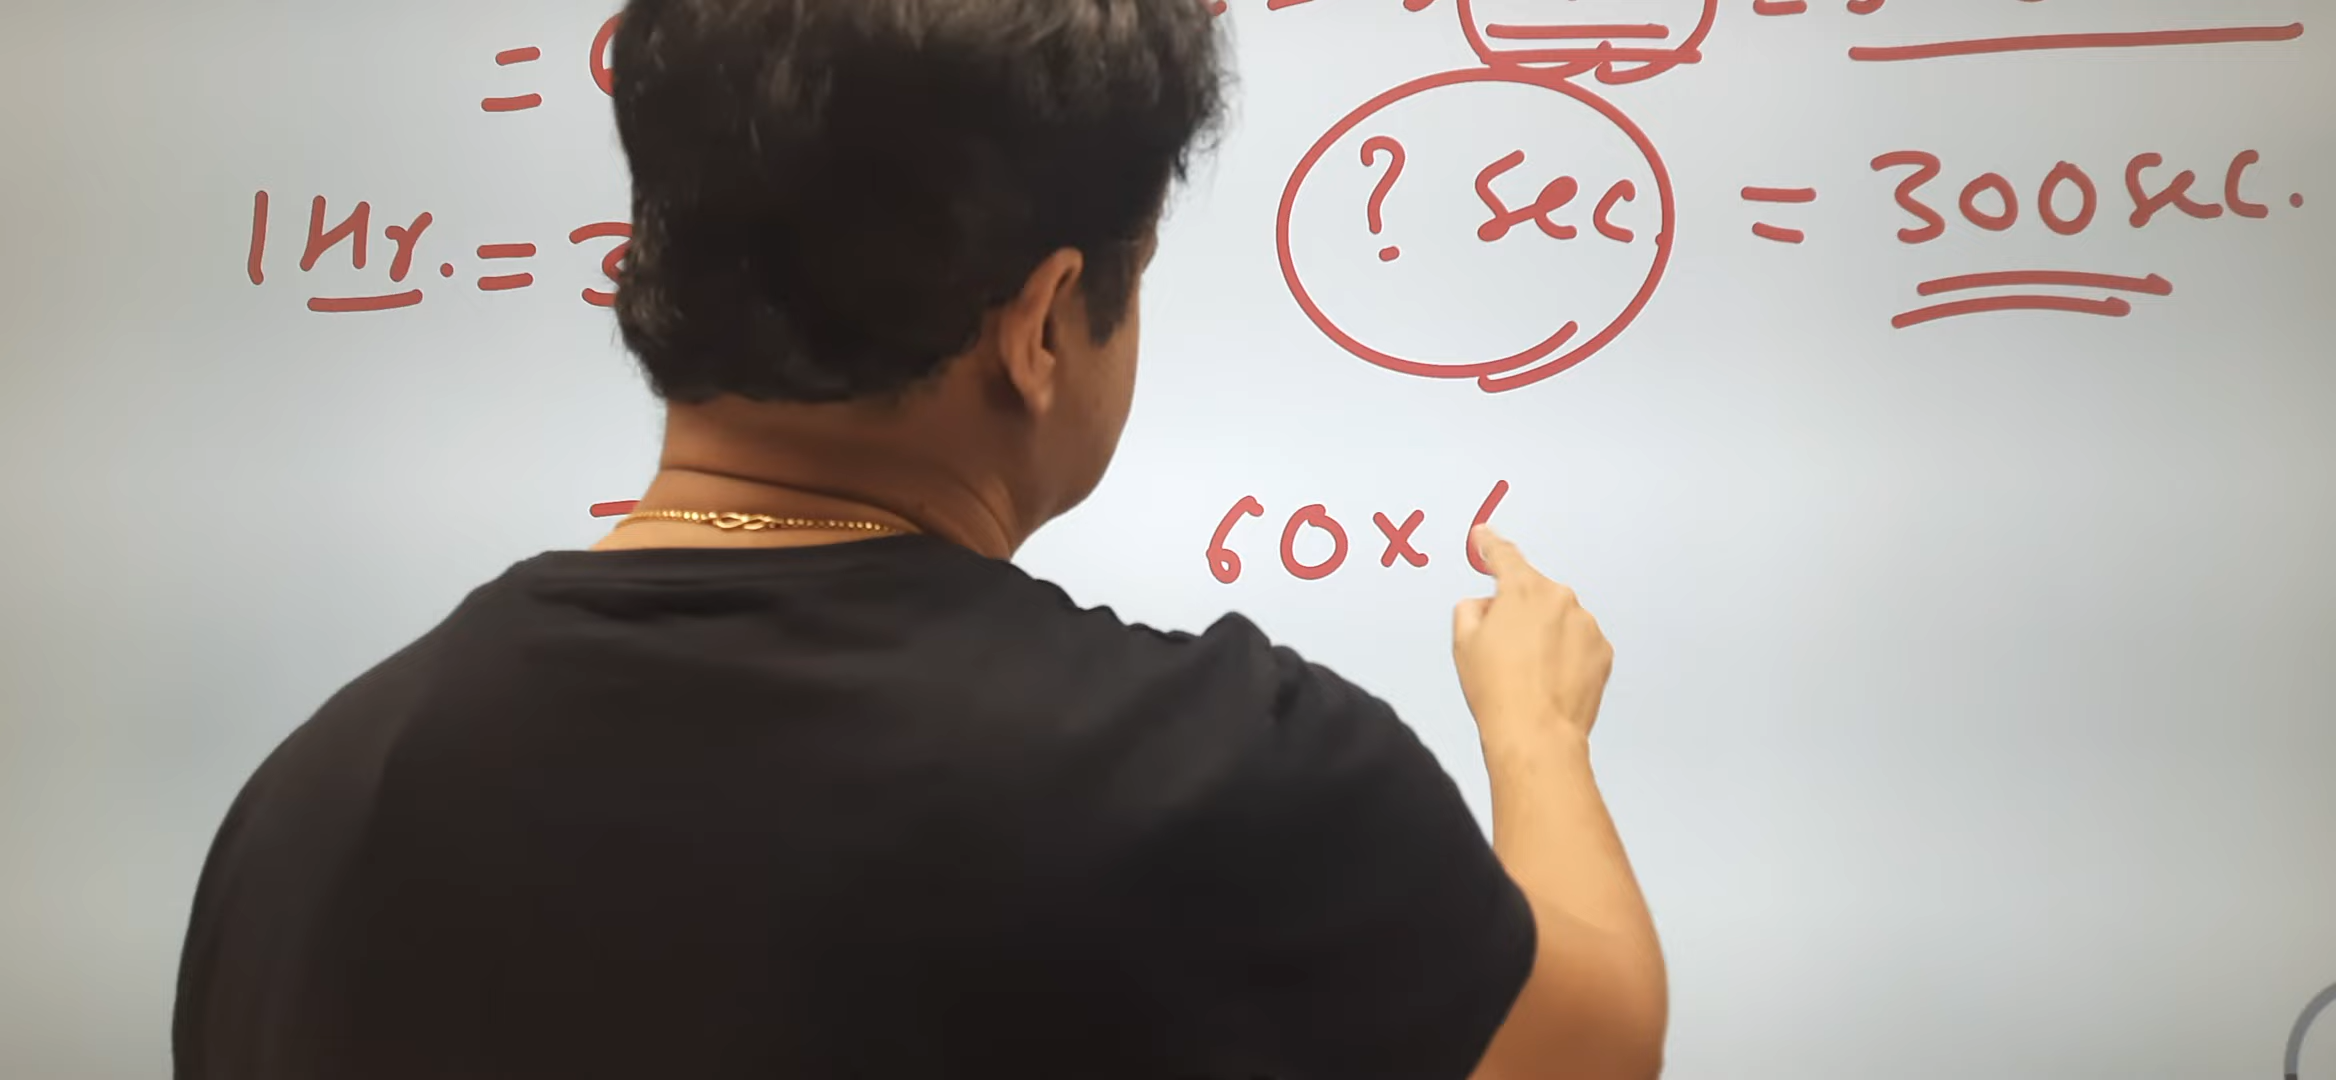 =
? sec = 300 sec.
1 Hr. = 3
60 × 6